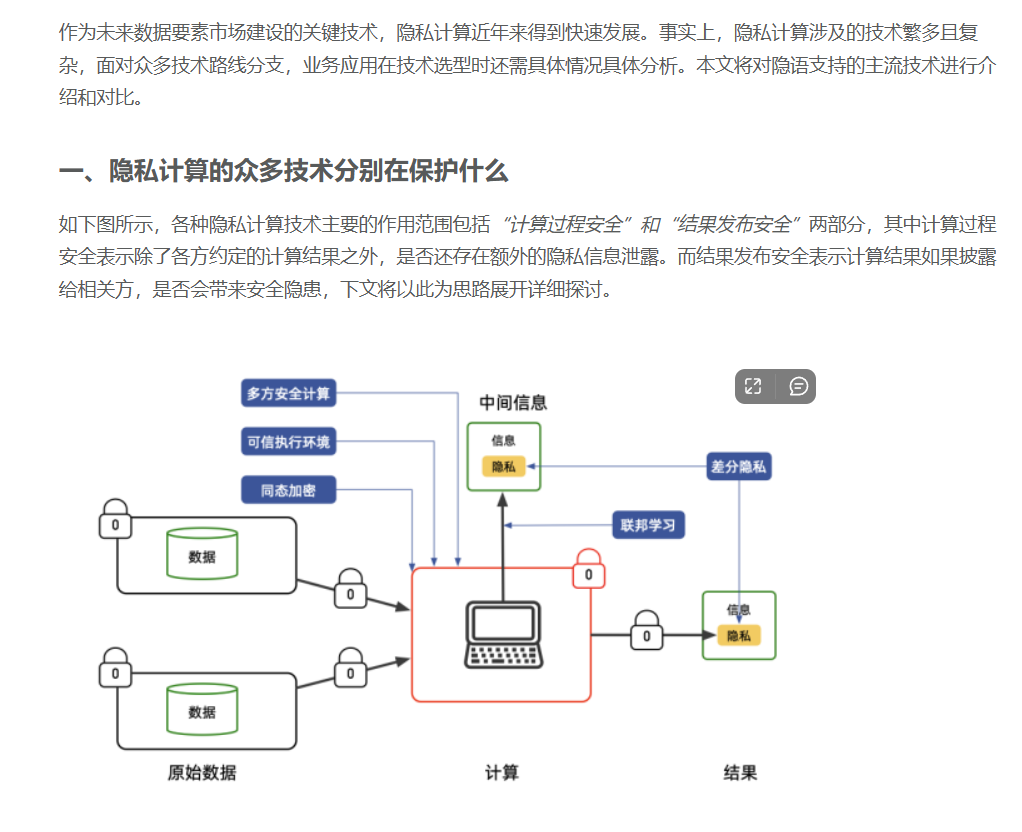 作为未来数据要素市场建设的关键技术，隐私计算近年来得到快速发展。事实上，隐私计算涉及的技术繁多且复
杂，面对众多技术路线分支，业务应用在技术选型时还需具体情况具体分析。本文将对隐语支持的主流技术进行介
绍和对比。
一、隐私计算的众多技术分别在保护什么
如下图所示，各种隐私计算技术主要的作用范围包括“计算过程安全”和“结果发布安全”两部分，其中计算过程
安全表示除了各方约定的计算结果之外，是否还存在额外的隐私信息泄露。而结果发布安全表示计算结果如果披露
给相关方，是否会带来安全隐患，下文将以此为思路展开详细探讨。
多方安全计算
中间信息
信息
可信执行环境
隐私
差分隐私
同态加密
联邦学习
0
数据
0
0
信息
隐私
0
0
0
数据
原始数据
计算
结果